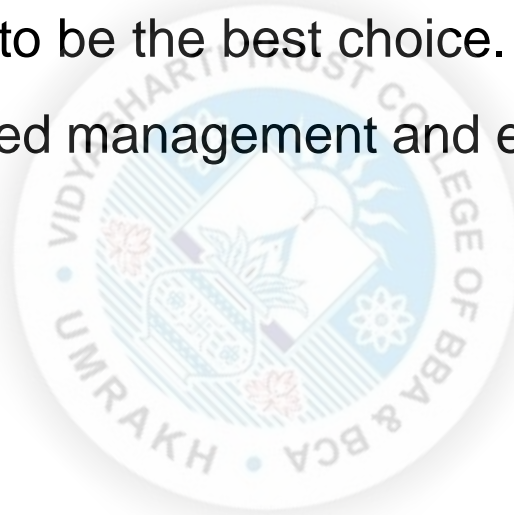 to be the best choice.
ed management and e
VIDYABHARTI TRUST COLLEGE OF BBA & BCA
UMRAKH